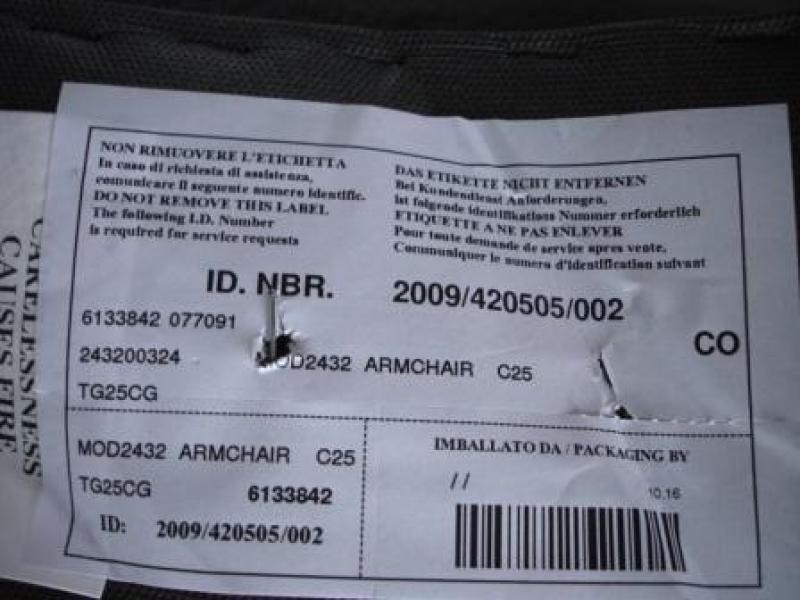 NON RIMUOVERE L'ETICHETTA
In caso di richiesta di assistenza,
comunicare il seguente numero identific.
DO NOT REMOVE THIS LABEL
The following I.D. Number
is required for service requests
DAS ETIKETTE NICHT ENTFERNEN
Bei Kundendienst Anforderungen,
ist folgende identifikations Nummer erforderlich
ETIQUETTE A NE PAS ENLEVER
Pour toute demande de service apres vente,
Communiquer le numero d'identification suivant
ID. NBR.
2009/420505/002
6133842 077091
CO
243200324
MOD2432 ARMCHAIR C25
TG25CG
MOD2432 ARMCHAIR C25
TG25CG
6133842
ID: 2009/420505/002
IMBALLATO DA / PACKAGING BY
//
10.16
CARELESSNESS
CAUSES FIRE